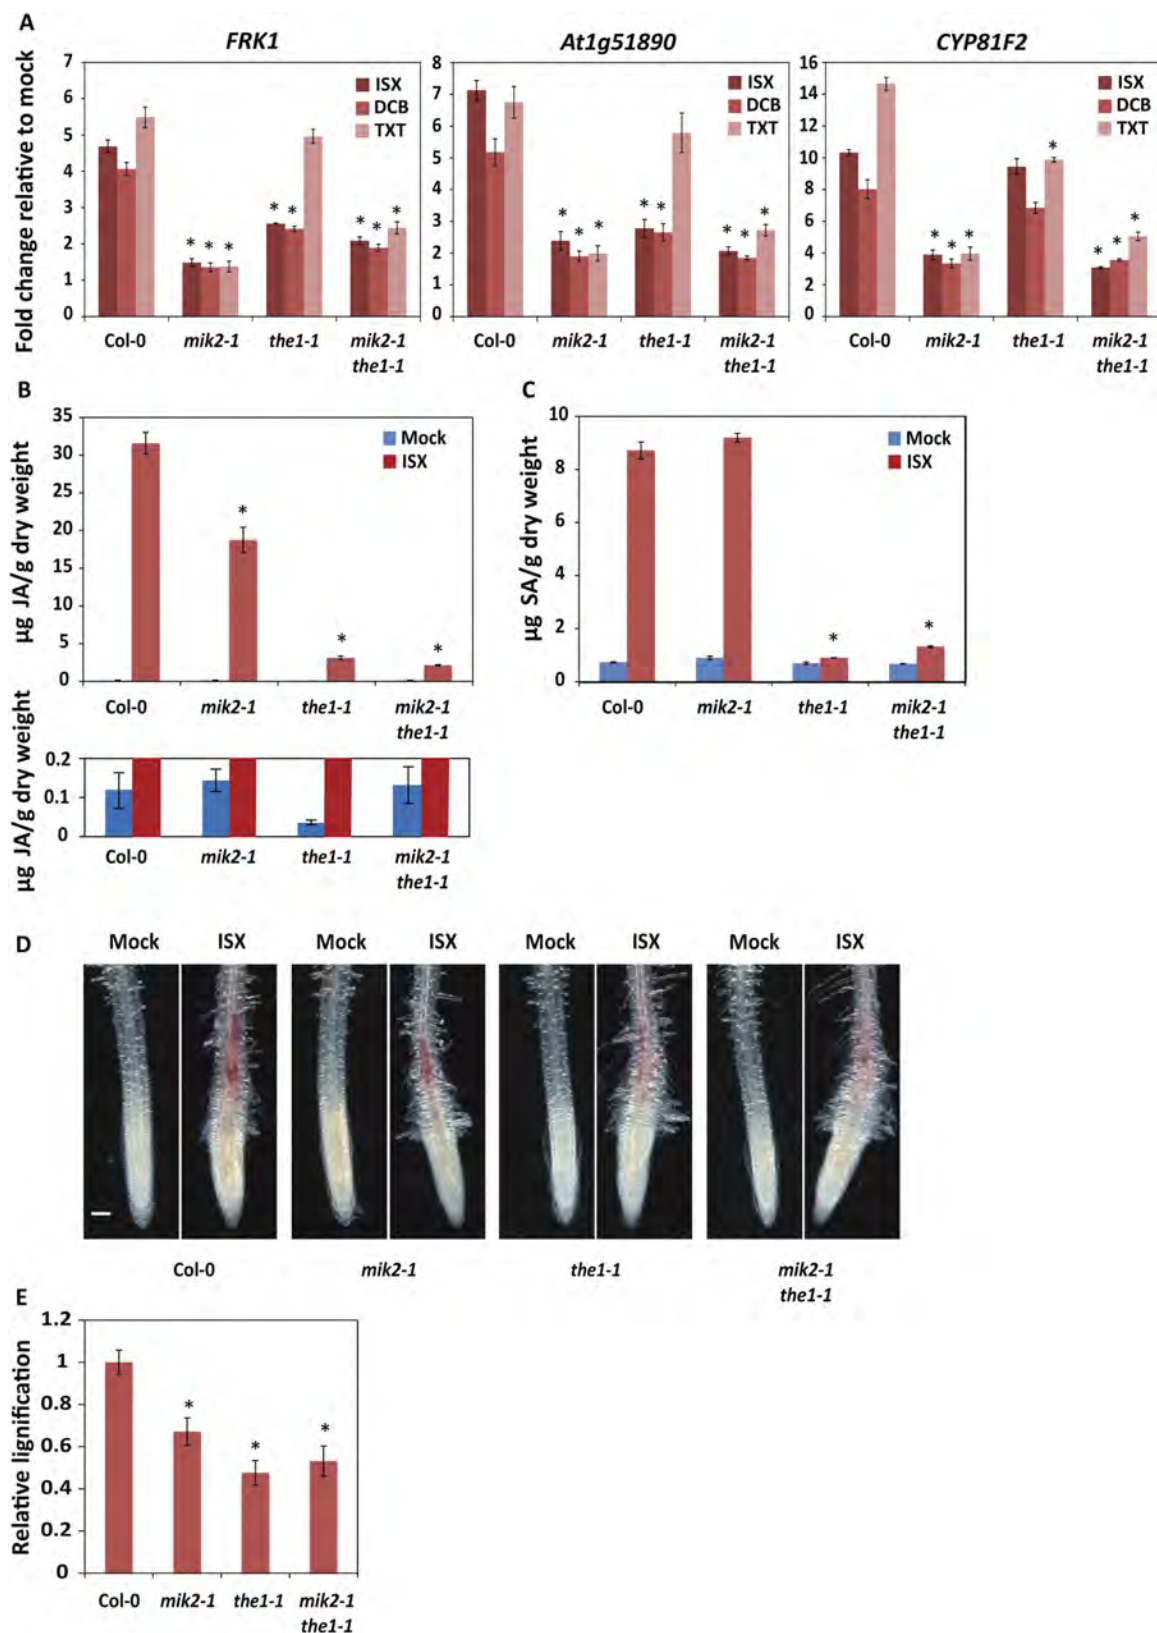 A
FRK1
At1g51890
CYP81F2
Fold change relative to mock
7
6
5
4
3
2
1
0
ISX
DCB
TXT
* * *
* *
* * *
Col-0
mik2-1
the1-1
mik2-1
the1-1
8
7
6
5
4
3
2
1
0
ISX
DCB
TXT
* * *
* *
* * *
Col-0
mik2-1
the1-1
mik2-1
the1-1
16
14
12
10
8
6
4
2
0
ISX
DCB
TXT
* * *
*
* * *
Col-0
mik2-1
the1-1
mik2-1
the1-1
B
µg JA/g dry weight
35
30
25
20
15
10
5
0
Mock
ISX
*
*
*
Col-0
mik2-1
the1-1
mik2-1
the1-1
µg JA/g dry weight
0.2
0.1
0
Col-0
mik2-1
the1-1
mik2-1
the1-1
C
µg SA/g dry weight
10
8
6
4
2
0
Mock
ISX
*
*
Col-0
mik2-1
the1-1
mik2-1
the1-1
D
Mock ISX Mock ISX Mock ISX Mock ISX
Col-0
mik2-1
the1-1
mik2-1
the1-1
E
Relative lignification
1.2
1
0.8
0.6
0.4
0.2
0
*
*
*
Col-0
mik2-1
the1-1
mik2-1
the1-1